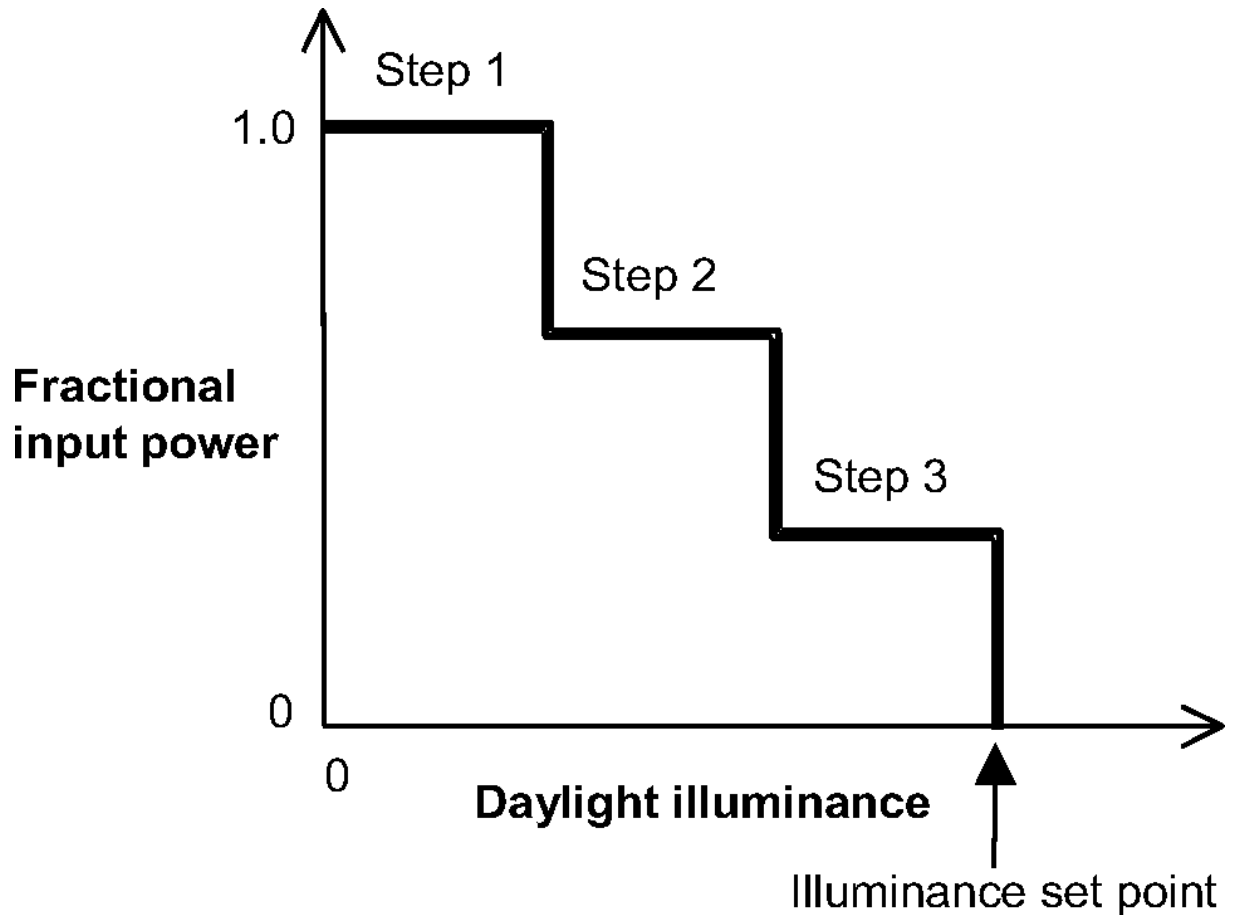 Step 1
1.0
Step 2
Fractional
input power
Step 3
0
0
Daylight illuminance
Illuminance set point